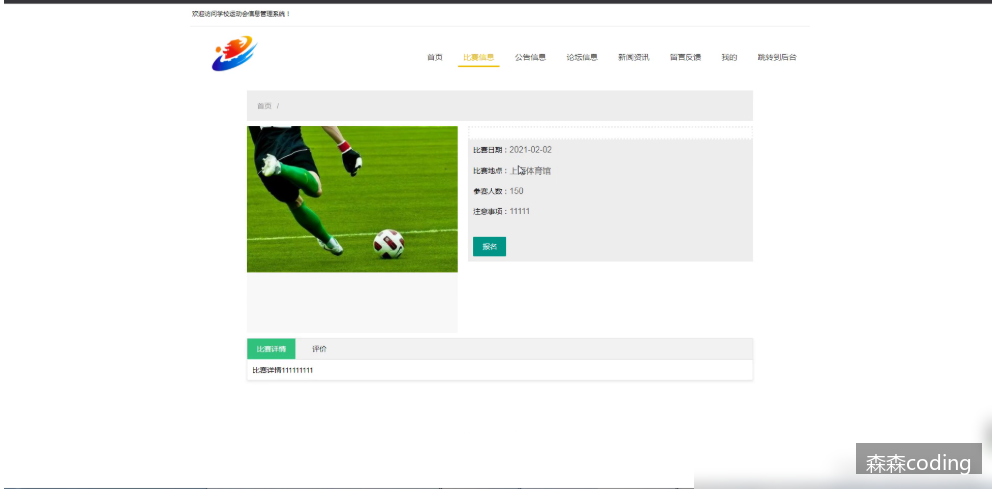 欢迎访问学校运动会信息管理系统！
首页 比赛信息 公告信息 论坛信息 新闻资讯 留言反馈 我的 跳转到后台
首页 /
比赛日期：2021-02-02
比赛地点：上海体育馆
参赛人数：150
注意事项：11111
报名
比赛详情 评价
比赛详情111111111
森森coding